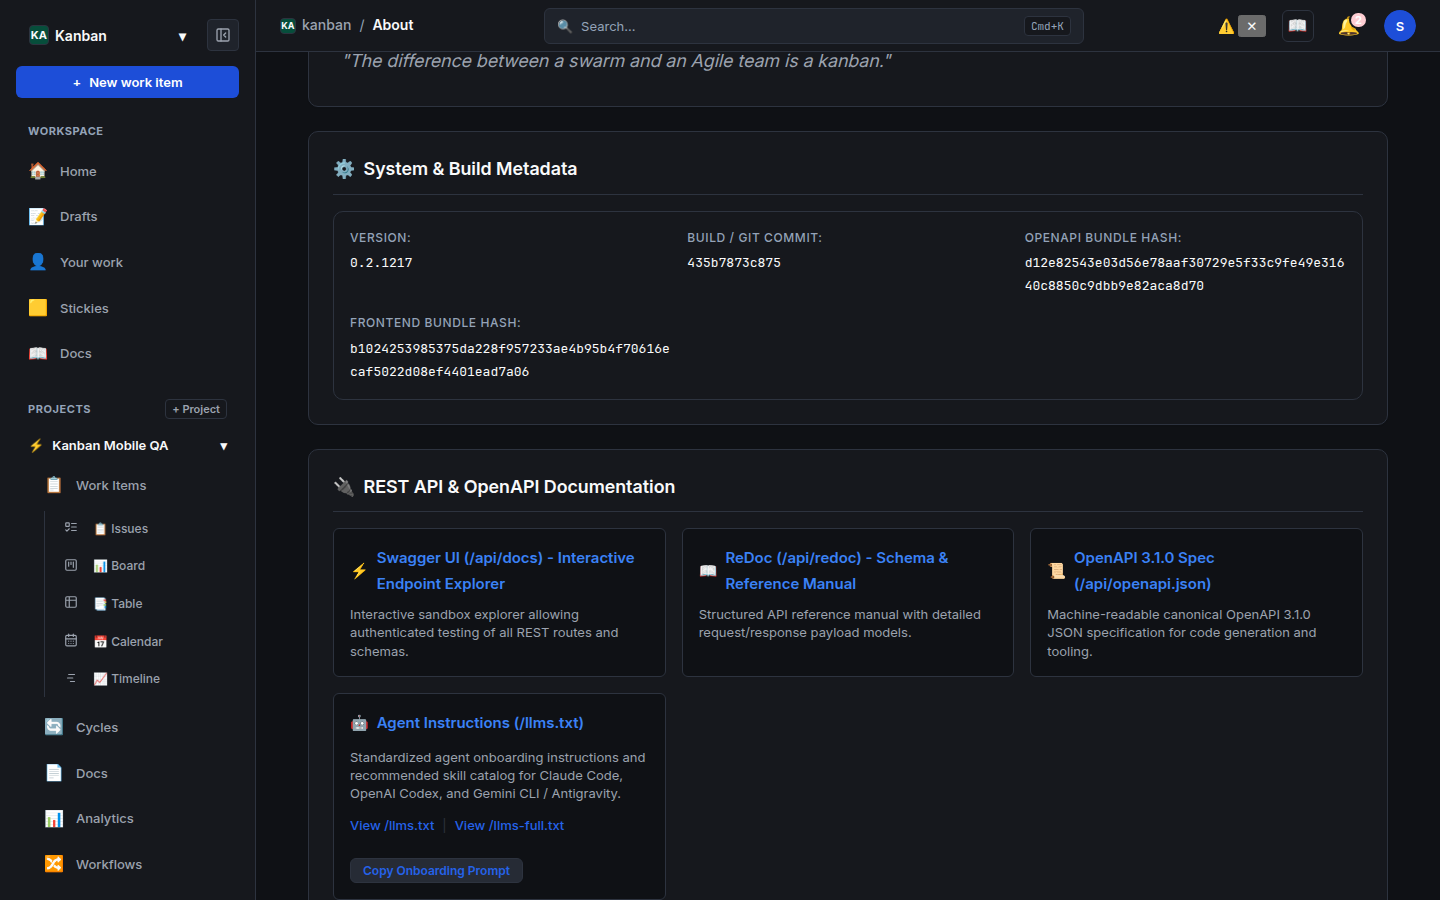 KA Kanban ▼
+ New work item
WORKSPACE
Home
Drafts
Your work
Stickies
Docs
PROJECTS + Project
Kanban Mobile QA ▼
Work Items
Issues
Board
Table
Calendar
Timeline
Cycles
Docs
Analytics
Workflows
KA kanban / About
Search... Cmd+K
2
S
"The difference between a swarm and an Agile team is a kanban."
System & Build Metadata
VERSION:
0.2.1217
BUILD / GIT COMMIT:
435b7873c875
OPENAPI BUNDLE HASH:
d12e82543e03d56e78aaf30729e5f33c9fe49e316
40c8850c9dbb9e82aca8d70
FRONTEND BUNDLE HASH:
b1024253985375da228f957233ae4b95b4f70616e
caf5022d08ef4401ead7a06
REST API & OpenAPI Documentation
Swagger UI (/api/docs) - Interactive
Endpoint Explorer
Interactive sandbox explorer allowing
authenticated testing of all REST routes and
schemas.
ReDoc (/api/redoc) - Schema &
Reference Manual
Structured API reference manual with detailed
request/response payload models.
OpenAPI 3.1.0 Spec
(/api/openapi.json)
Machine-readable canonical OpenAPI 3.1.0
JSON specification for code generation and
tooling.
Agent Instructions (/llms.txt)
Standardized agent onboarding instructions and
recommended skill catalog for Claude Code,
OpenAI Codex, and Gemini CLI / Antigravity.
View /llms.txt View /llms-full.txt
Copy Onboarding Prompt